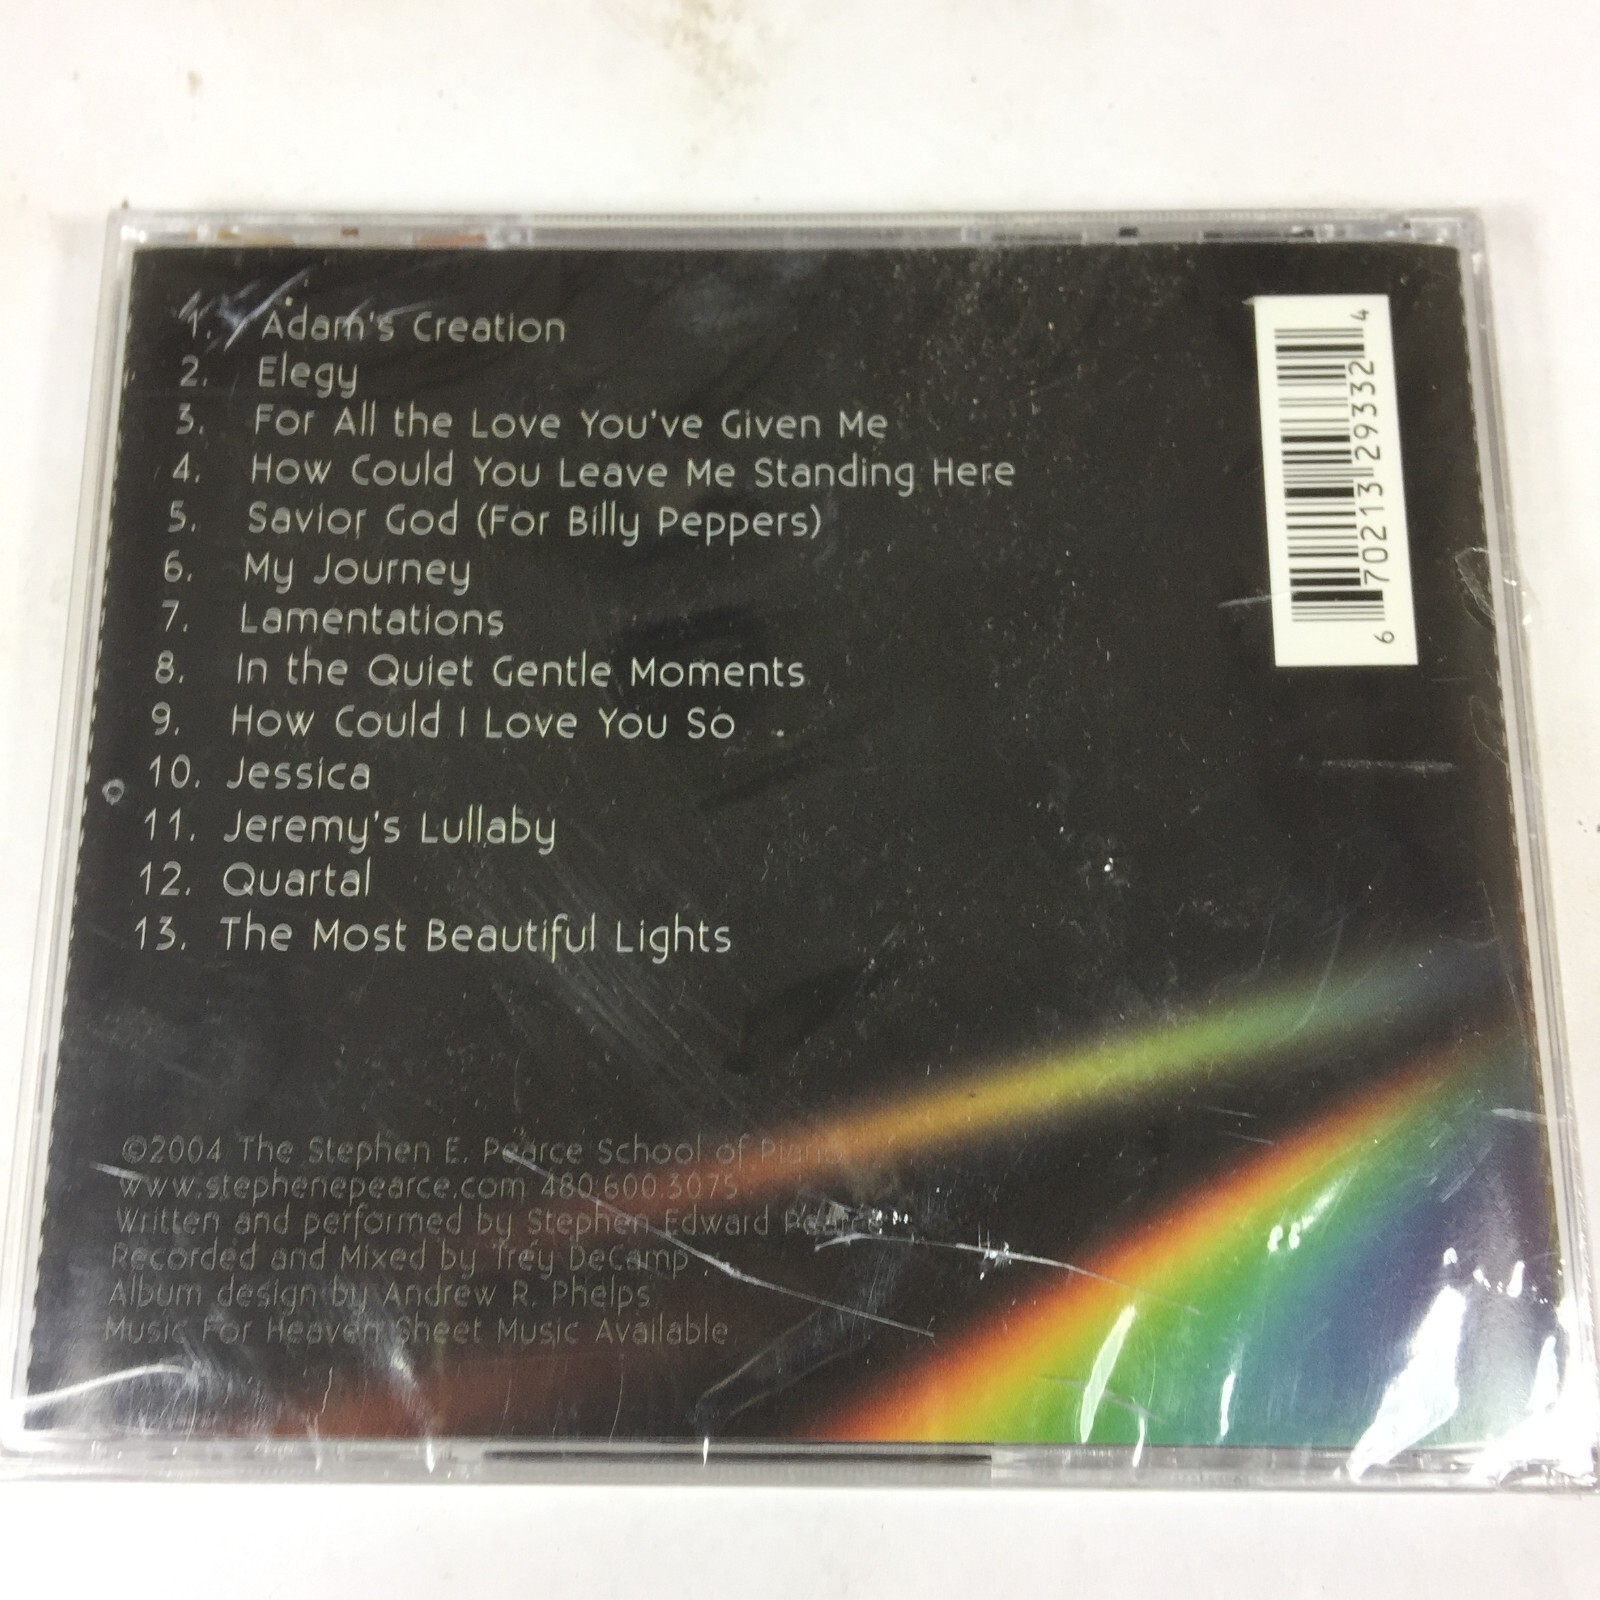 1. Adam's Creation
2. Elegy
3. For All the Love You've Given Me
4. How Could You Leave Me Standing Here
5. Savior God (For Billy Peppers)
6. My Journey
7. Lamentations
8. In the Quiet Gentle Moments
9. How Could I Love You So
10. Jessica
11. Jeremy's Lullaby
12. Quartal
13. The Most Beautiful Lights
6 70213 29332 4
©2004 The Stephen E. Pearce School of Piano
www.stephenepearce.com 480.600.3075
Written and performed by Stephen Edward Pearce
Recorded and Mixed by Trey DeCamp
Album design by Andrew R. Phelps
Music For Heaven Sheet Music Available